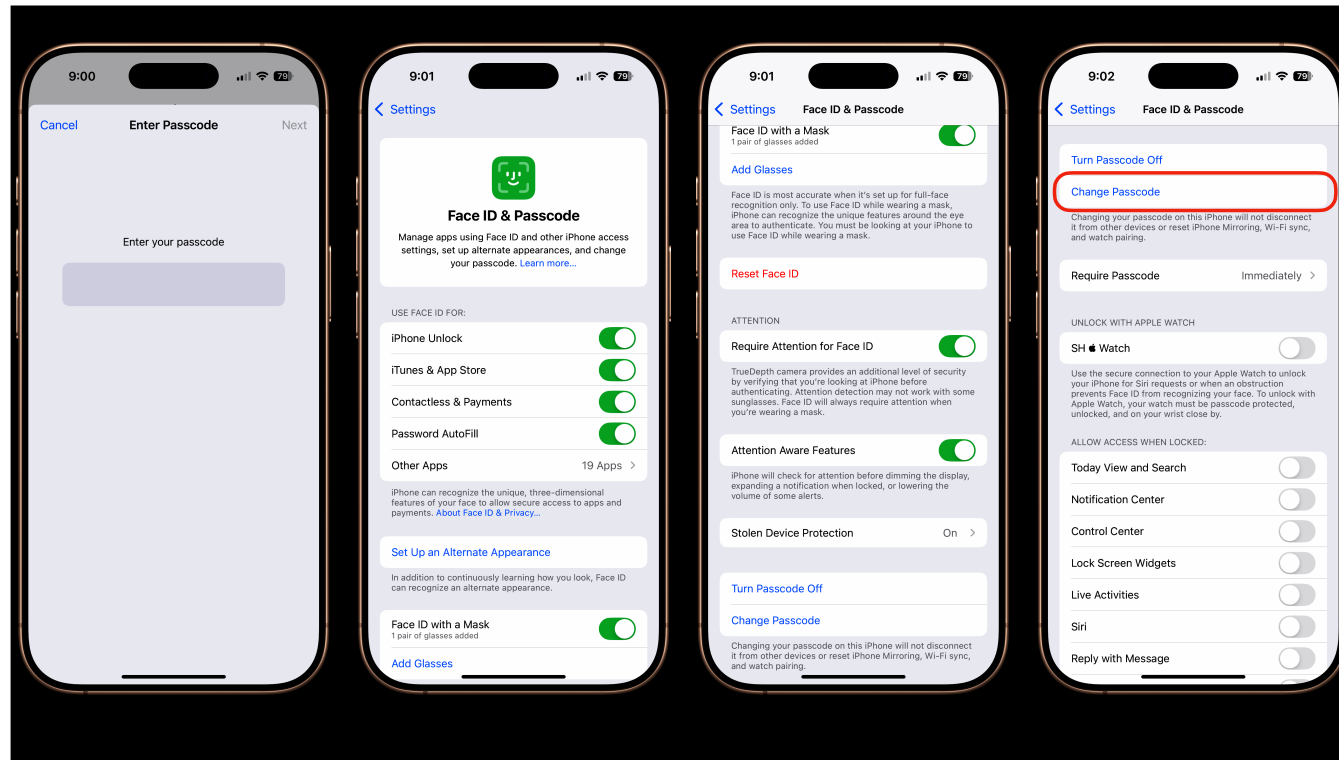 9:00
79
Cancel
Enter Passcode
Next
Enter your passcode
9:01
79
Settings
Face ID & Passcode
Manage apps using Face ID and other iPhone access
settings, set up alternate appearances, and change
your passcode. Learn more...
USE FACE ID FOR:
iPhone Unlock
iTunes & App Store
Contactless & Payments
Password AutoFill
Other Apps 19 Apps
iPhone can recognize the unique, three-dimensional
features of your face to allow secure access to apps and
payments. About Face ID & Privacy...
Set Up an Alternate Appearance
In addition to continuously learning how you look, Face ID
can recognize an alternate appearance.
Face ID with a Mask
1 pair of glasses added
Add Glasses
9:01
79
Settings
Face ID & Passcode
Face ID with a Mask
1 pair of glasses added
Add Glasses
Face ID is most accurate when it's set up for full-face
recognition only. To use Face ID while wearing a mask,
iPhone can recognize the unique features around the eye
area to authenticate. You must be looking at your iPhone to
use Face ID while wearing a mask.
Reset Face ID
ATTENTION
Require Attention for Face ID
TrueDepth camera provides an additional level of security
by verifying that you're looking at iPhone before
authenticating. Attention detection may not work with some
sunglasses. Face ID will always require attention when
you're wearing a mask.
Attention Aware Features
iPhone will check for attention before dimming the display,
expanding a notification when locked, or lowering the
volume of some alerts.
Stolen Device Protection On
Turn Passcode Off
Change Passcode
Changing your passcode on this iPhone will not disconnect
it from other devices or reset iPhone Mirroring, Wi-Fi sync,
and watch pairing.
9:02
79
Settings
Face ID & Passcode
Turn Passcode Off
Change Passcode
Changing your passcode on this iPhone will not disconnect
it from other devices or reset iPhone Mirroring, Wi-Fi sync,
and watch pairing.
Require Passcode Immediately
UNLOCK WITH APPLE WATCH
SH Watch
Use the secure connection to your Apple Watch to unlock
your iPhone for Siri requests or when an obstruction
prevents Face ID from recognizing your face. To unlock with
Apple Watch, your watch must be passcode protected,
unlocked, and on your wrist close by.
ALLOW ACCESS WHEN LOCKED:
Today View and Search
Notification Center
Control Center
Lock Screen Widgets
Live Activities
Siri
Reply with Message